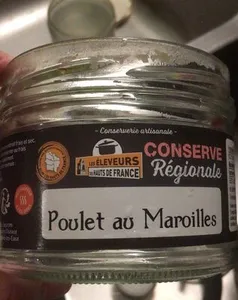 - Conserverie artisanale -
LES ÉLEVEURS
DES HAUTS DE FRANCE
CONSERVE
Régionale
Poulet au Maroilles